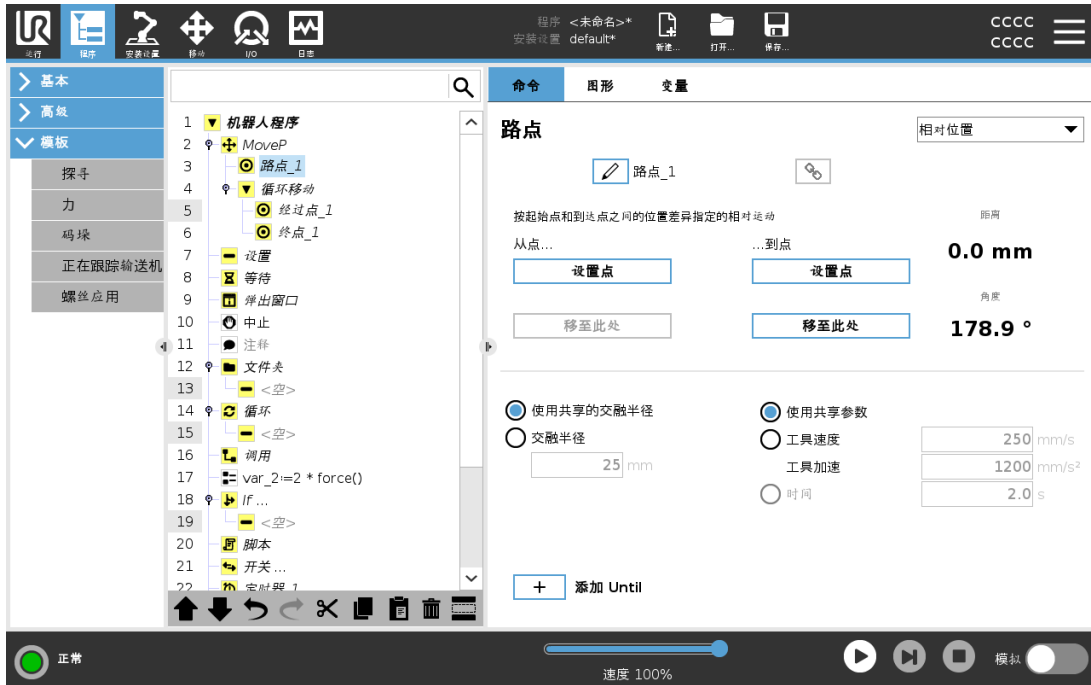 程序 <未命名>*
安装设置 default*
cccc
cccc
运行 程序 安装设置 移动 I/O 日志
新建... 打开... 保存...
基本
高级
模板
探寻
力
码垛
正在跟踪输送机
螺丝应用
1 机器人程序
2 MoveP
3 路点_1
4 循环移动
5 经过点_1
6 终点_1
7 设置
8 等待
9 弹出窗口
10 中止
11 注释
12 文件夹
13 <空>
14 循环
15 <空>
16 调用
17 var_2:=2 * force()
18 If ...
19 <空>
20 脚本
21 开关 ...
22 定时器_1
命令 图形 变量
路点
相对位置
路点_1
按起始点和到达点之间的位置差异指定的相对运动
距离
从点... ...到点
0.0 mm
设置点 设置点
角度
移至此处 移至此处
178.9 °
使用共享的交融半径
交融半径
25 mm
使用共享参数
工具速度 250 mm/s
工具加速 1200 mm/s²
时间 2.0 s
+ 添加 Until
正常
速度 100%
模拟